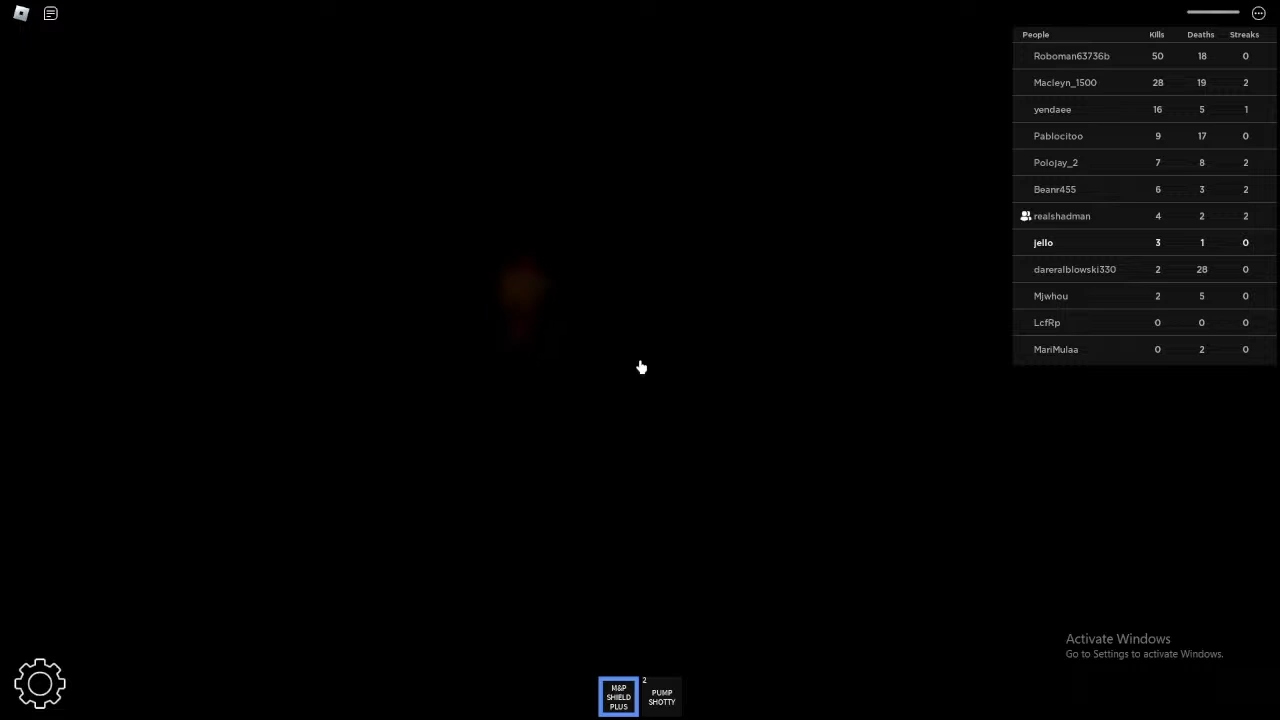 People Kills Deaths Streaks
Roboman63736b 50 18 0
Macleyn_1500 28 19 2
yendaee 16 5 1
Pablocitoo 9 17 0
Polojay_2 7 8 2
Beanr455 6 3 2
realshadman 4 2 2
jello 3 1 0
dareralblowski330 2 28 0
Mjwhou 2 5 0
LcfRp 0 0 0
MariMulaa 0 2 0
Activate Windows
Go to Settings to activate Windows.
M&P
SHIELD
PLUS
2
PUMP
SHOTTY